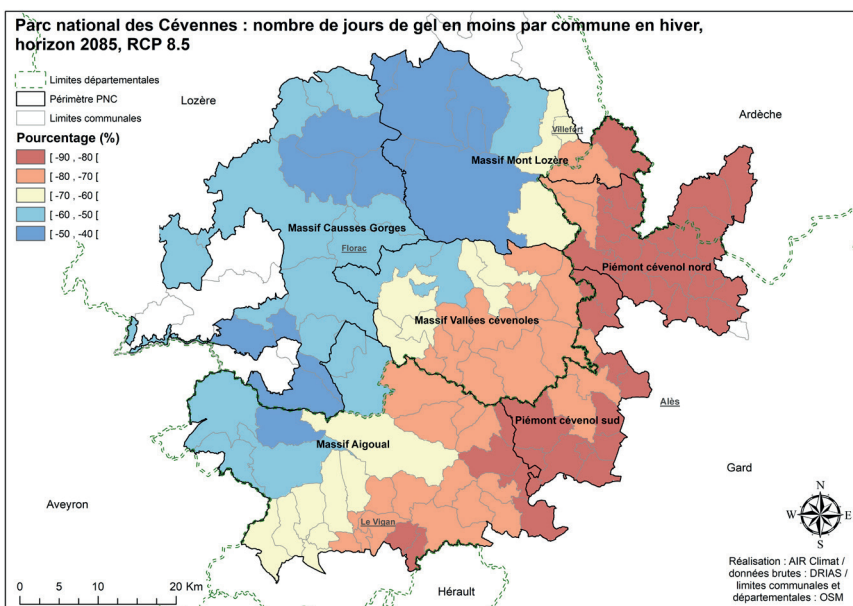 Parc national des Cévennes : nombre de jours de gel en moins par commune en hiver,
horizon 2085, RCP 8.5
Limites départementales
Périmètre PNC
Limites communales
Pourcentage (%)
[ -90 , -80 [
[ -80 , -70 [
[ -70 , -60 [
[ -60 , -50 [
[ -50 , -40 [
Lozère
Ardèche
Villefort
Massif Mont Lozère
Massif Causses Gorges
Florac
Piémont cévenol nord
Massif Vallées cévenoles
Alès
Piémont cévenol sud
Massif Aigoual
Gard
Aveyron
Le Vigan
N
W
E
S
Hérault
0
10
20 Km
Réalisation : AIR Climat /
données brutes : DRIAS /
limites communales et
départementales : OSM